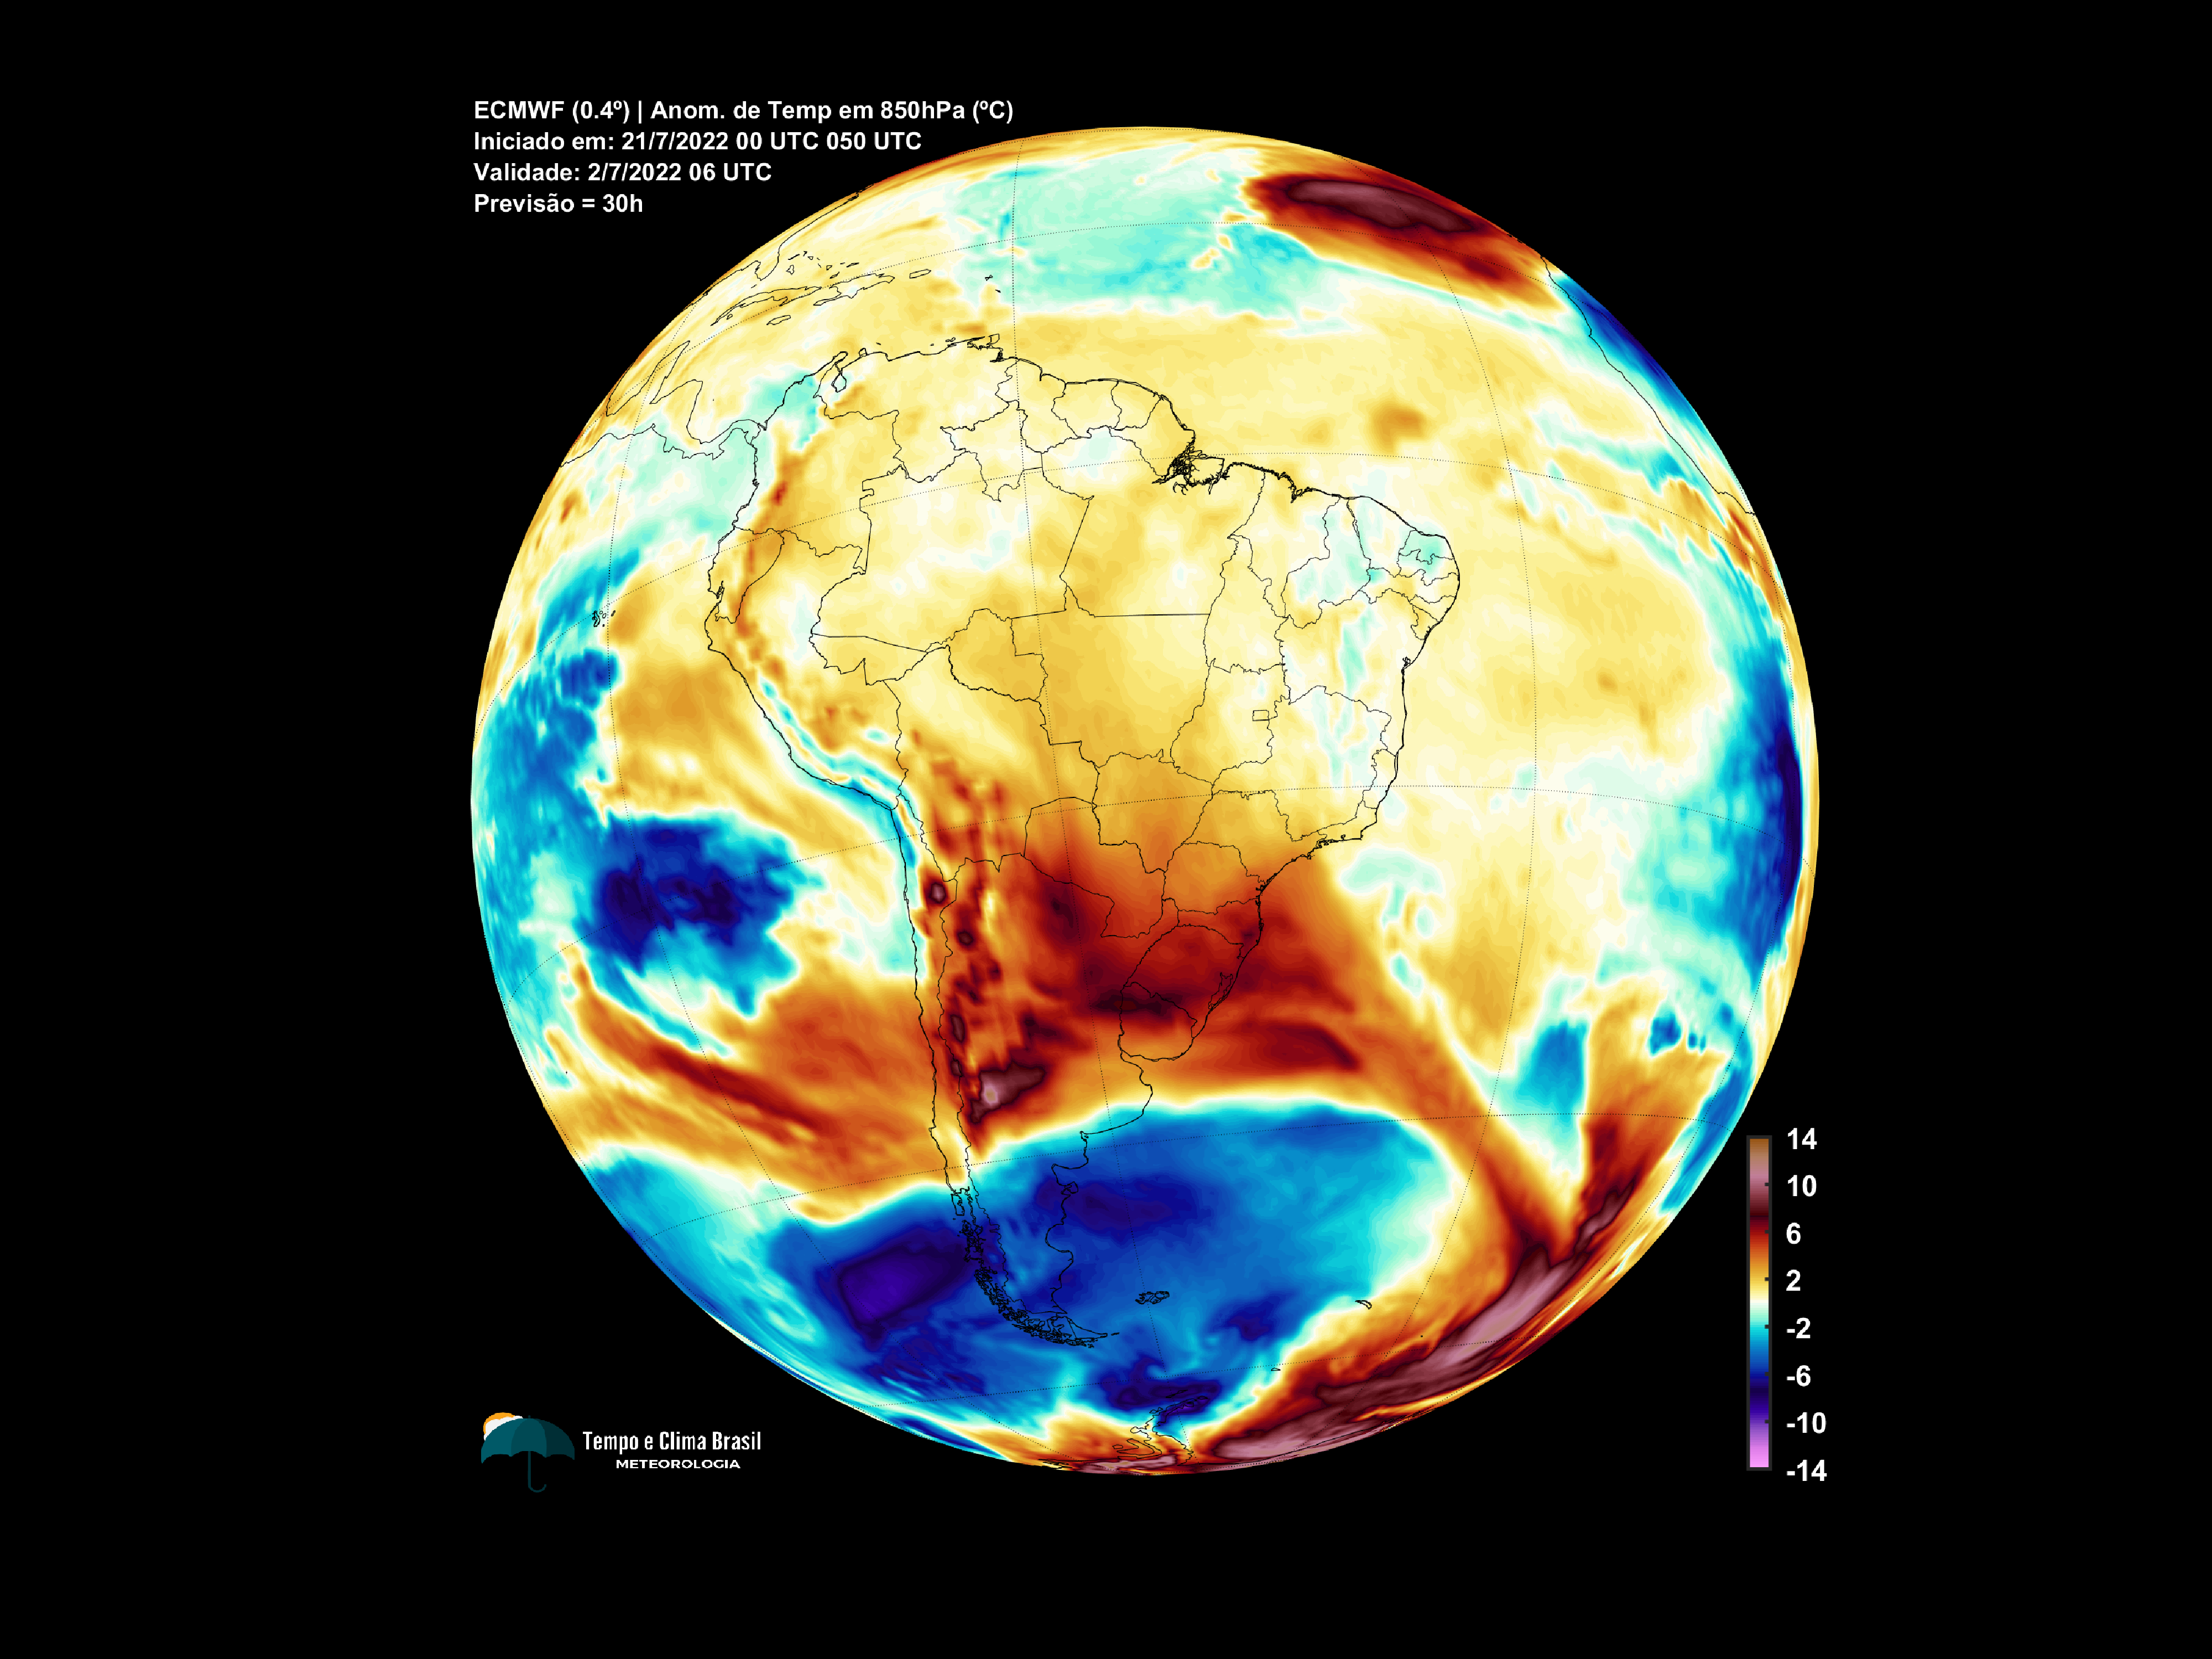 ECMWF (0.4º) | Anom. de Temp em 850hPa (ºC)
Iniciado em: 21/7/2022 00 UTC 050 UTC
Validade: 2/7/2022 06 UTC
Previsão = 30h
14
10
6
2
-2
-6
-10
-14
Tempo e Clima Brasil
METEOROLOGIA